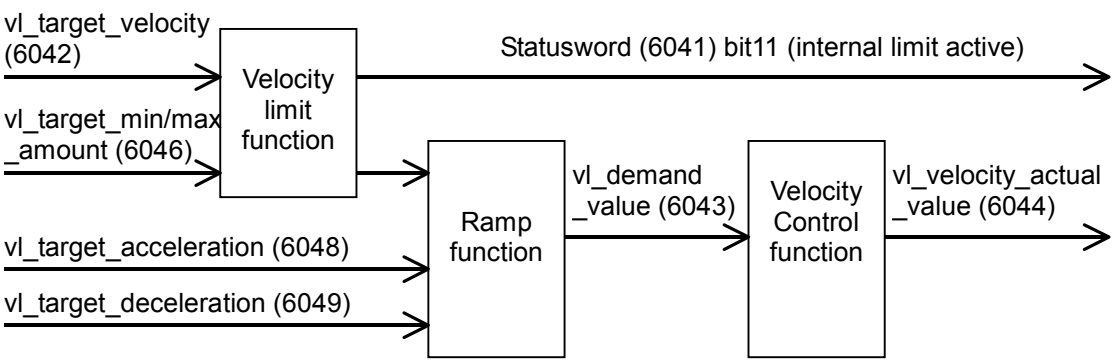 vl_target_velocity
(6042)
Statusword (6041) bit11 (internal limit active)
Velocity
limit
function
vl_target_min/max
_amount (6046)
vl_demand
_value (6043)
vl_velocity_actual
_value (6044)
Ramp
function
Velocity
Control
function
vl_target_acceleration (6048)
vl_target_deceleration (6049)